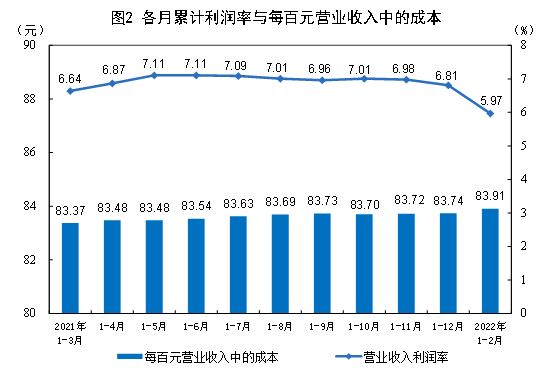 图2 各月累计利润率与每百元营业收入中的成本
(元) (%)
90 8
7.11 7.11 7.09 7.01 6.96 7.01 6.98
6.64 6.87 6.81
7
88 5.97
6
86 5
4
84 83.37 83.48 83.48 83.54 83.63 83.69 83.73 83.70 83.72 83.74 83.91
3
82 2
1
80 0
2021年 1-4月 1-5月 1-6月 1-7月 1-8月 1-9月 1-10月 1-11月 1-12月 2022年
1-3月 1-2月
每百元营业收入中的成本 营业收入利润率